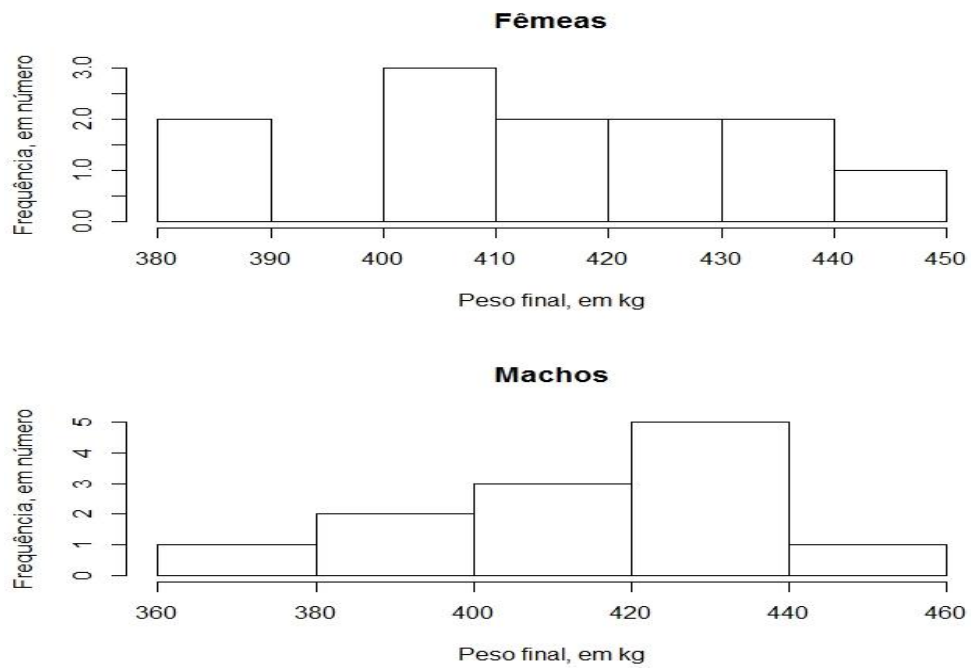 Fêmeas
Frequência, em número
0.0 1.0 2.0 3.0
380 390 400 410 420 430 440 450
Peso final, em kg
Machos
Frequência, em número
0 1 2 3 4 5
360 380 400 420 440 460
Peso final, em kg